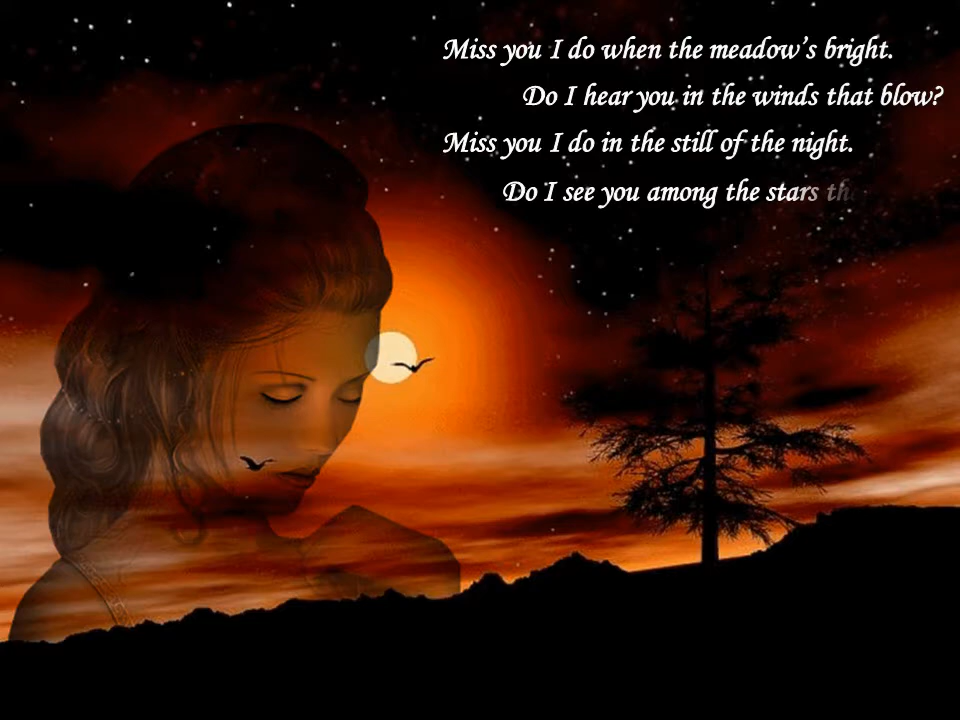 Miss you I do when the meadow’s bright.
Do I hear you in the winds that blow?
Miss you I do in the still of the night.
Do I see you among the stars